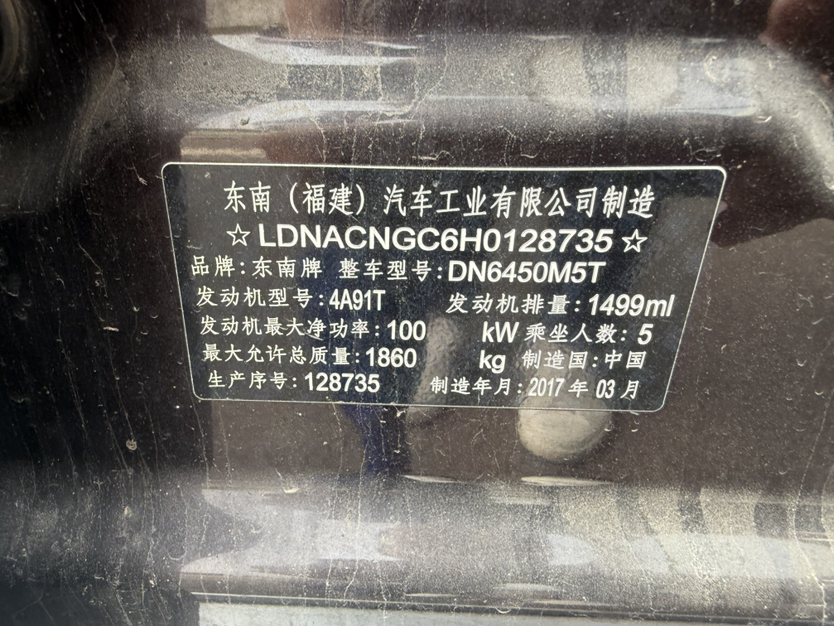 东南（福建）汽车工业有限公司制造
☆ LDNACNGC6H0128735 ☆
品牌:东南牌 整车型号:DN6450M5T
发动机型号:4A91T 发动机排量:1499ml
发动机最大净功率:100 kW 乘坐人数:5
最大允许总质量:1860 kg 制造国:中国
生产序号:128735 制造年月:2017年 03月